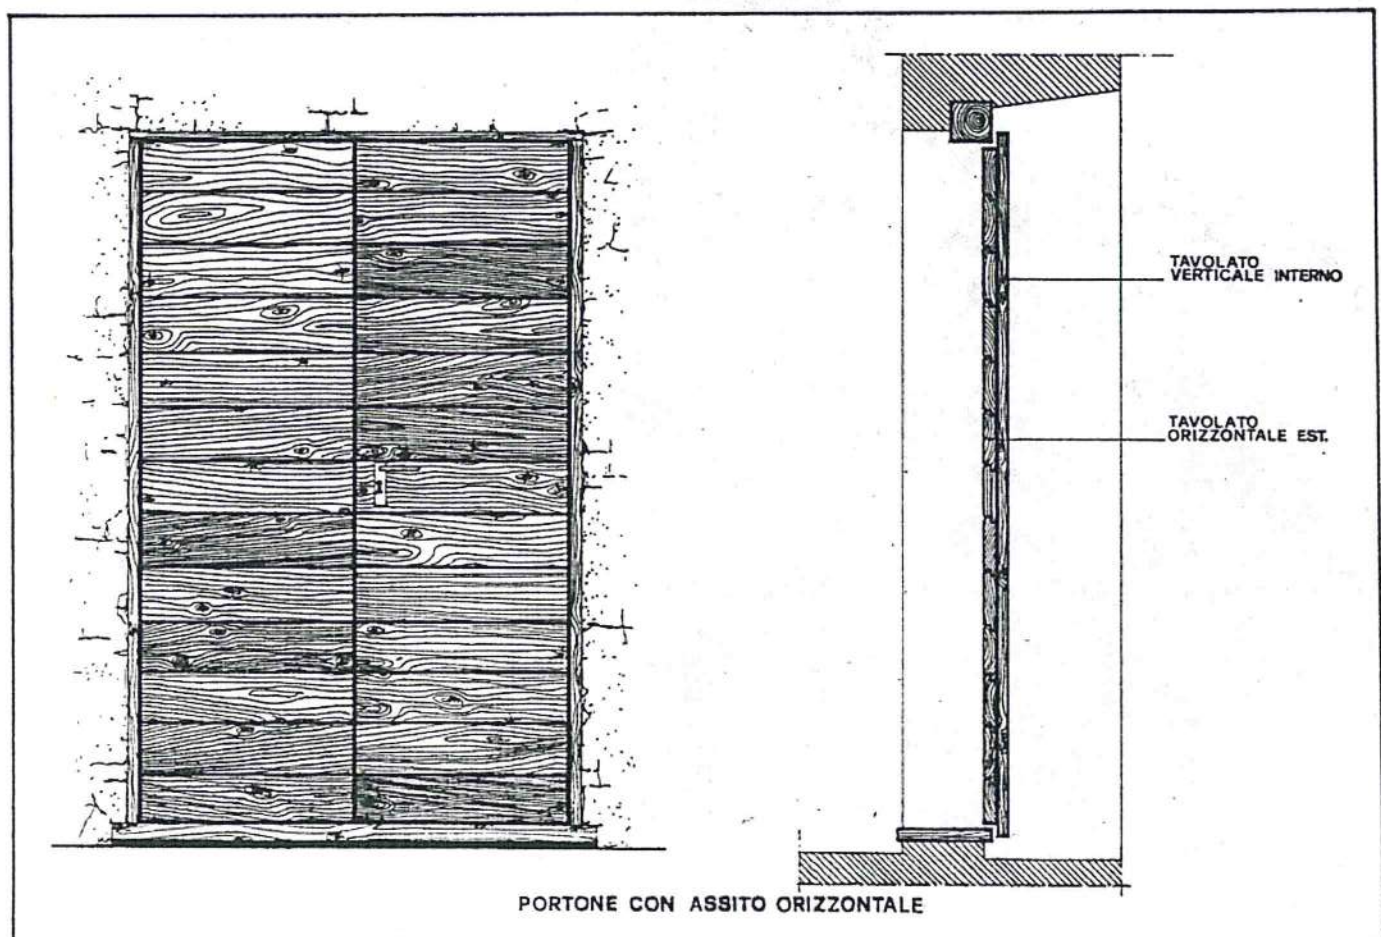 TAVOLATO
VERTICALE INTERNO
TAVOLATO
ORIZZONTALE EST.
PORTONE CON ASSITO ORIZZONTALE